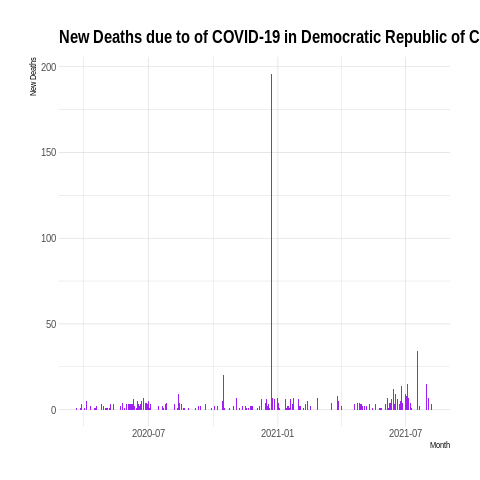 New Deaths due to of COVID-19 in Democratic Republic of C
New Deaths
200
150
100
50
0
2020-07
2021-01
2021-07
Month